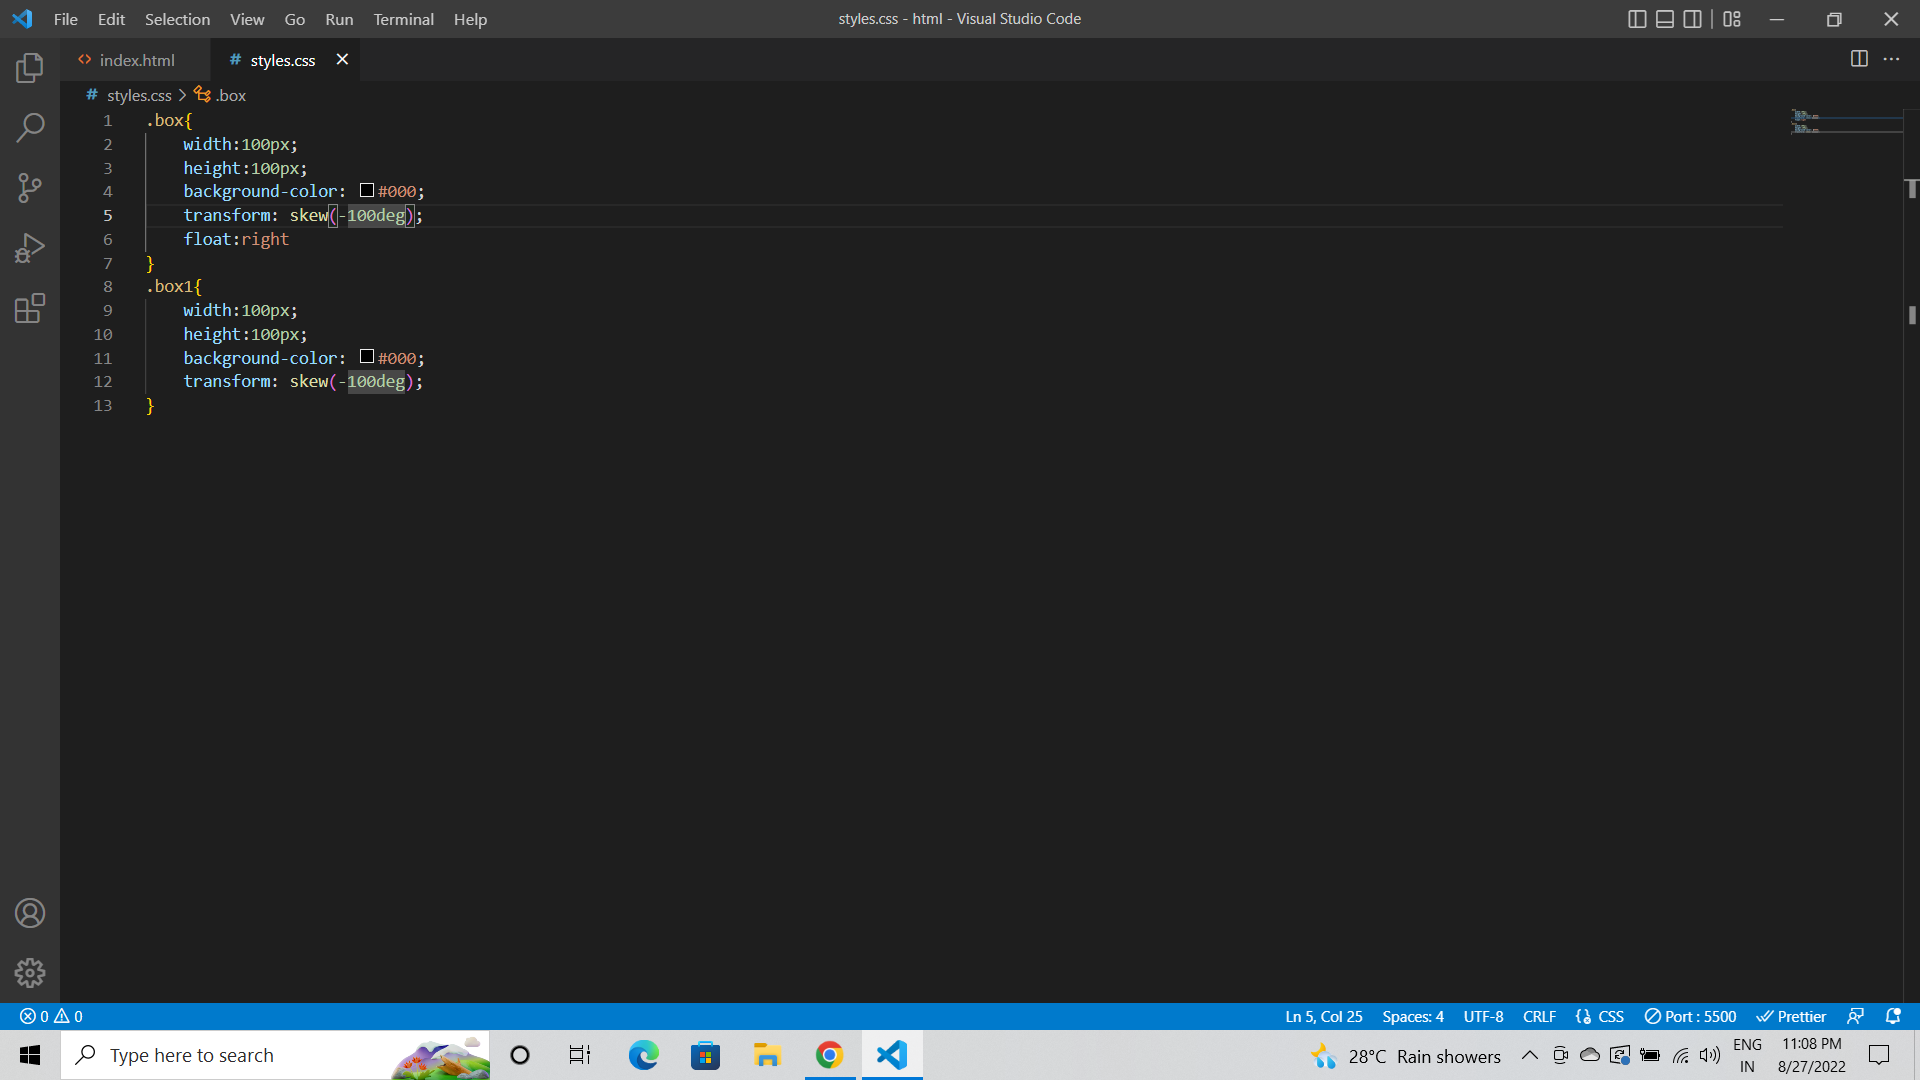 File Edit Selection View Go Run Terminal Help
styles.css - html - Visual Studio Code
<> index.html
# styles.css ×
# styles.css > .box
1 .box{
2 width:100px;
3 height:100px;
4 background-color: #000;
5 transform: skew(-100deg);
6 float:right
7 }
8 .box1{
9 width:100px;
10 height:100px;
11 background-color: #000;
12 transform: skew(-100deg);
13 }
0 0
Ln 5, Col 25 Spaces: 4 UTF-8 CRLF CSS Port : 5500 Prettier
Type here to search
28°C Rain showers
ENG
IN
11:08 PM
8/27/2022